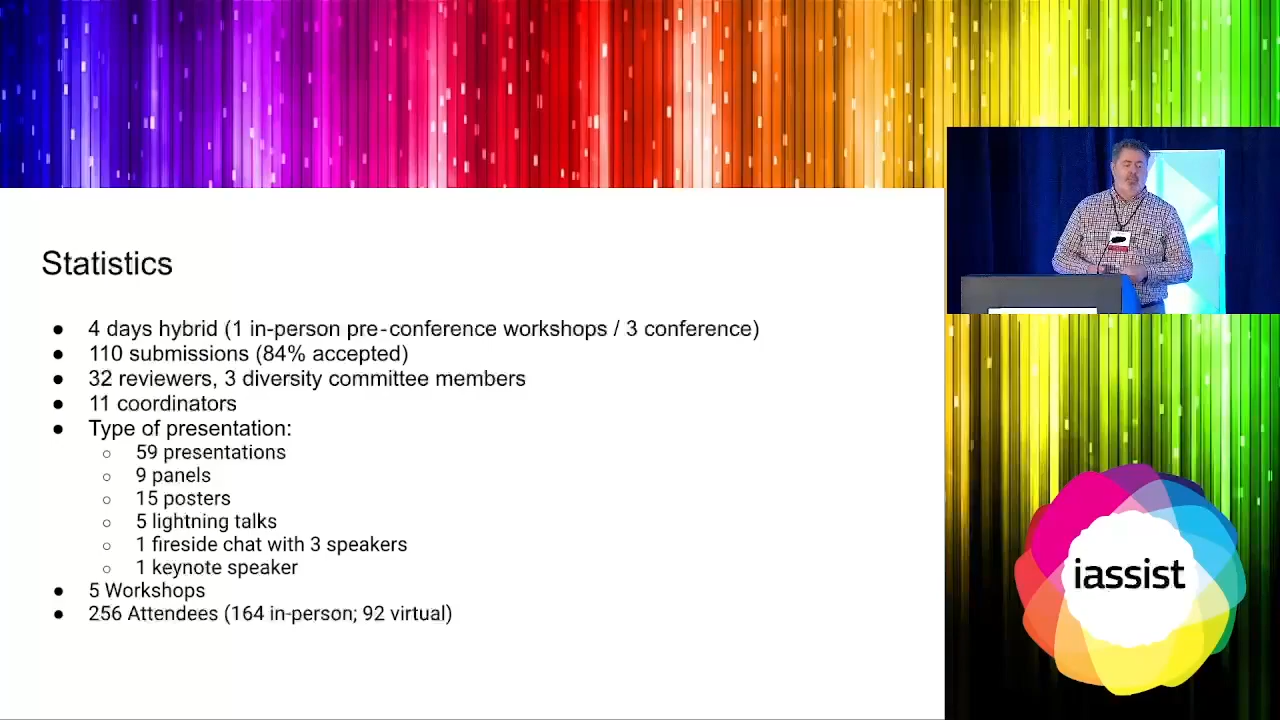 Statistics
● 4 days hybrid (1 in-person pre-conference workshops / 3 conference)
● 110 submissions (84% accepted)
● 32 reviewers, 3 diversity committee members
● 11 coordinators
● Type of presentation:
○ 59 presentations
○ 9 panels
○ 15 posters
○ 5 lightning talks
○ 1 fireside chat with 3 speakers
○ 1 keynote speaker
● 5 Workshops
● 256 Attendees (164 in-person; 92 virtual)
iassist